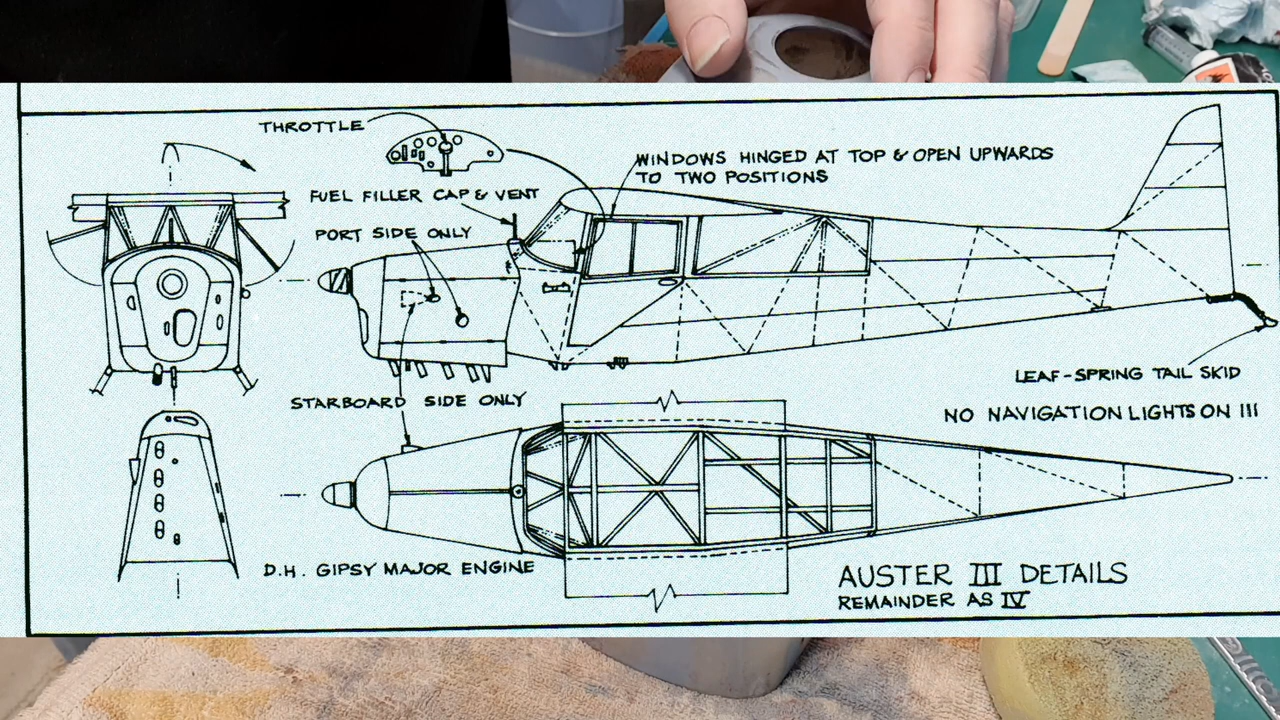 THROTTLE
WINDOWS HINGED AT TOP & OPEN UPWARDS
TO TWO POSITIONS
FUEL FILLER CAP & VENT
PORT SIDE ONLY
LEAF-SPRING TAIL SKID
STARBOARD SIDE ONLY
NO NAVIGATION LIGHTS ON III
D.H. GIPSY MAJOR ENGINE
AUSTER III DETAILS
REMAINDER AS IV